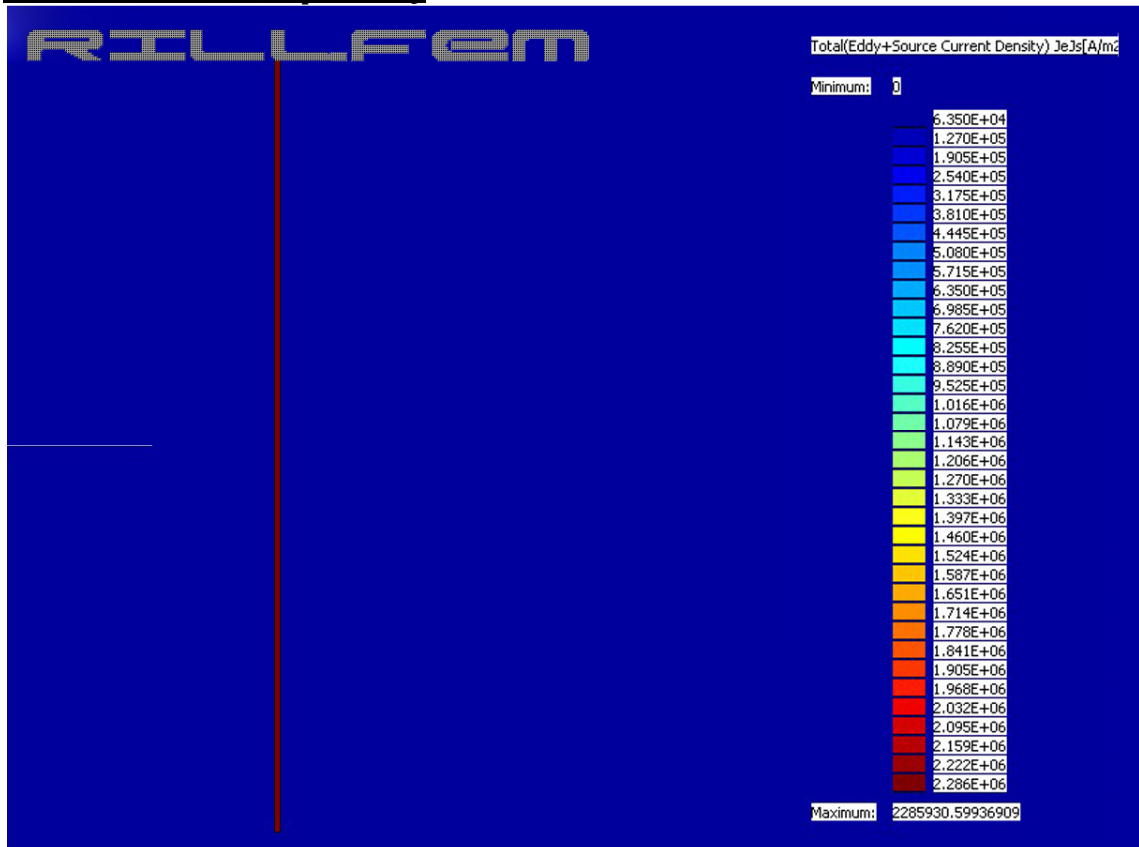 RILLFEM
Total(Eddy+Source Current Density) JeJs[A/m2
Minimum: 0
6.350E+04
1.270E+05
1.905E+05
2.540E+05
3.175E+05
3.810E+05
4.445E+05
5.080E+05
5.715E+05
6.350E+05
6.985E+05
7.620E+05
8.255E+05
8.890E+05
9.525E+05
1.016E+06
1.079E+06
1.143E+06
1.206E+06
1.270E+06
1.333E+06
1.397E+06
1.460E+06
1.524E+06
1.587E+06
1.651E+06
1.714E+06
1.778E+06
1.841E+06
1.905E+06
1.968E+06
2.032E+06
2.095E+06
2.159E+06
2.222E+06
2.286E+06
Maximum: 2285930.59936909